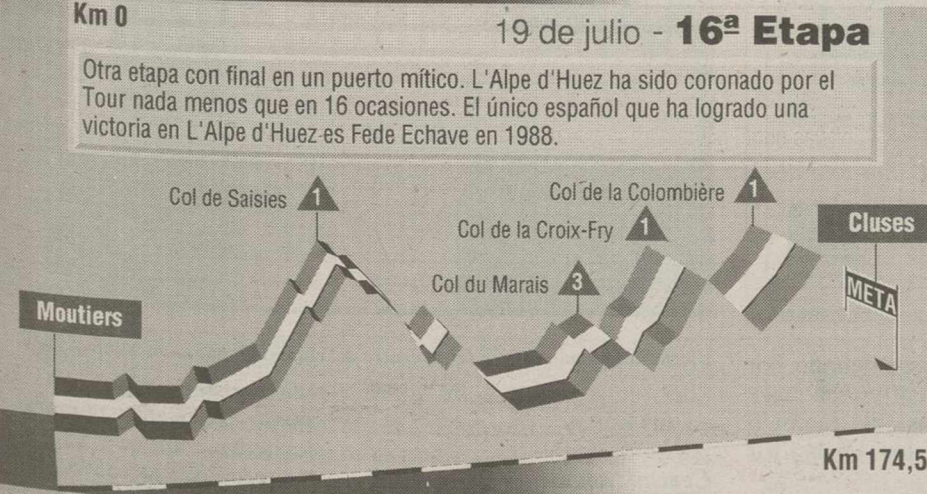 Km 0
19 de julio - 16ª Etapa
Otra etapa con final en un puerto mítico. L'Alpe d'Huez ha sido coronado por el
Tour nada menos que en 16 ocasiones. El único español que ha logrado una
victoria en L'Alpe d'Huez es Fede Echave en 1988.
Col de Saisies 1
Col de la Colombière 1
Col de la Croix-Fry 1
Cluses
Col du Marais 3
META
Moutiers
Km 174,5